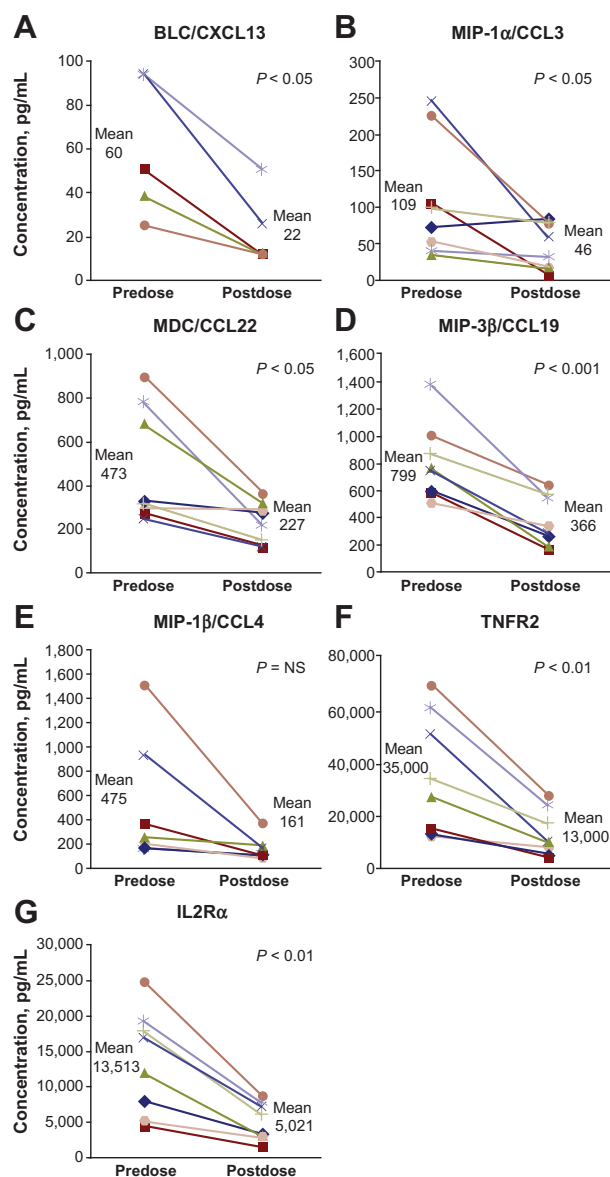 A
BLC/CXCL13
Concentration, pg/mL
100
80
60
40
20
0
P < 0.05
Mean
60
Mean
22
Predose Postdose
B
MIP-1α/CCL3
300
250
200
150
100
50
0
P < 0.05
Mean
109
Mean
46
Predose Postdose
C
MDC/CCL22
Concentration, pg/mL
1,000
800
600
400
200
0
P < 0.05
Mean
473
Mean
227
Predose Postdose
D
MIP-3β/CCL19
1,600
1,400
1,200
1,000
800
600
400
200
0
P < 0.001
Mean
799
Mean
366
Predose Postdose
E
MIP-1β/CCL4
Concentration, pg/mL
1,800
1,600
1,400
1,200
1,000
800
600
400
200
0
P = NS
Mean
475
Mean
161
Predose Postdose
F
TNFR2
80,000
60,000
40,000
20,000
0
P < 0.01
Mean
35,000
Mean
13,000
Predose Postdose
G
IL2Rα
Concentration, pg/mL
30,000
25,000
20,000
15,000
10,000
5,000
0
P < 0.01
Mean
13,513
Mean
5,021
Predose Postdose